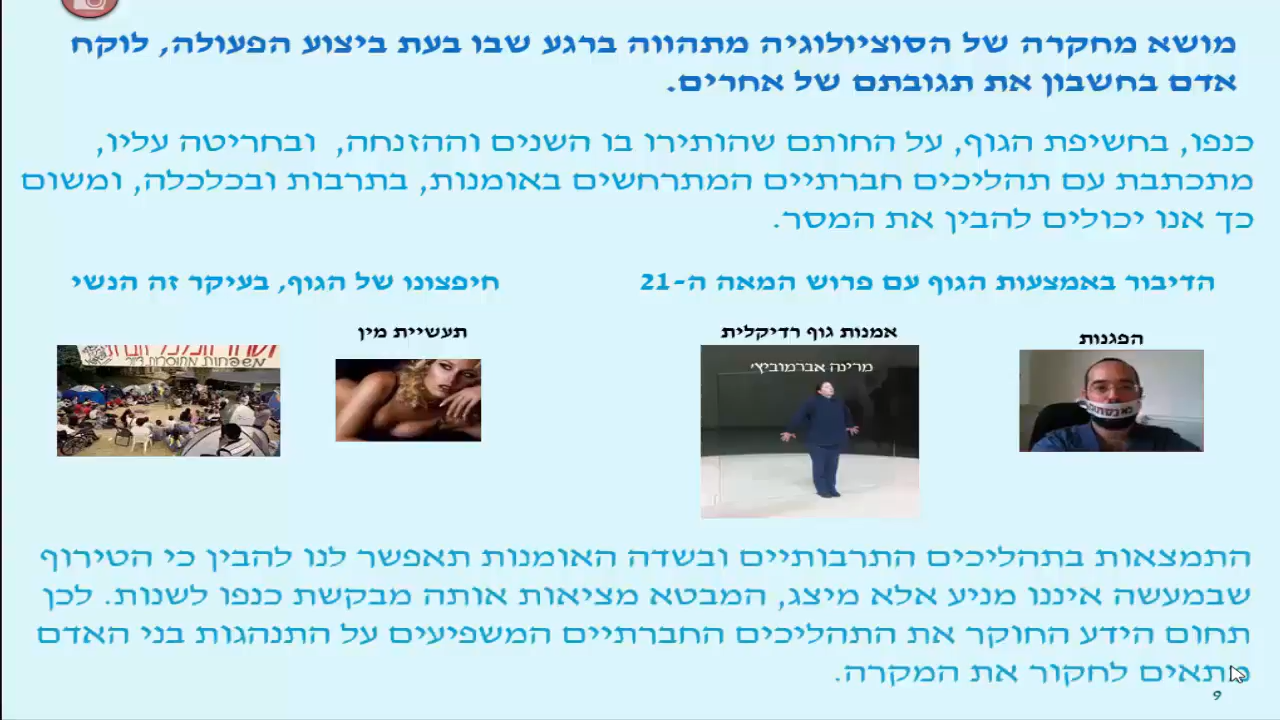 מושא מחקרה של הסוציולוגיה מתהווה ברגע שבו בעת ביצוע הפעולה, לוקח
אדם בחשבון את תגובתם של אחרים.
כנפו, בחשיפת הגוף, על החותם שהותירו בו השנים וההזנחה, ובחריטה עליו,
מתכתבת עם תהליכים חברתיים המתרחשים באומנות, בתרבות ובכלכלה, ומשום
כך אנו יכולים להבין את המסר.
הדיבור באמצעות הגוף עם פרוש המאה ה-21
חיפצונו של הגוף, בעיקר זה הנשי
הפגנות
אמנות גוף רדיקלית
תעשיית מין
מרינה אברמוביץ'
משפחות מחוסרות דיור
התמצאות בתהליכים התרבותיים ובשדה האומנות תאפשר לנו להבין כי הטירוף
שבמעשה איננו מניע אלא מיצג, המבטא מציאות אותה מבקשת כנפו לשנות. לכן
תחום הידע החוקר את התהליכים החברתיים המשפיעים על התנהגות בני האדם
מתאים לחקור את המקרה.
9